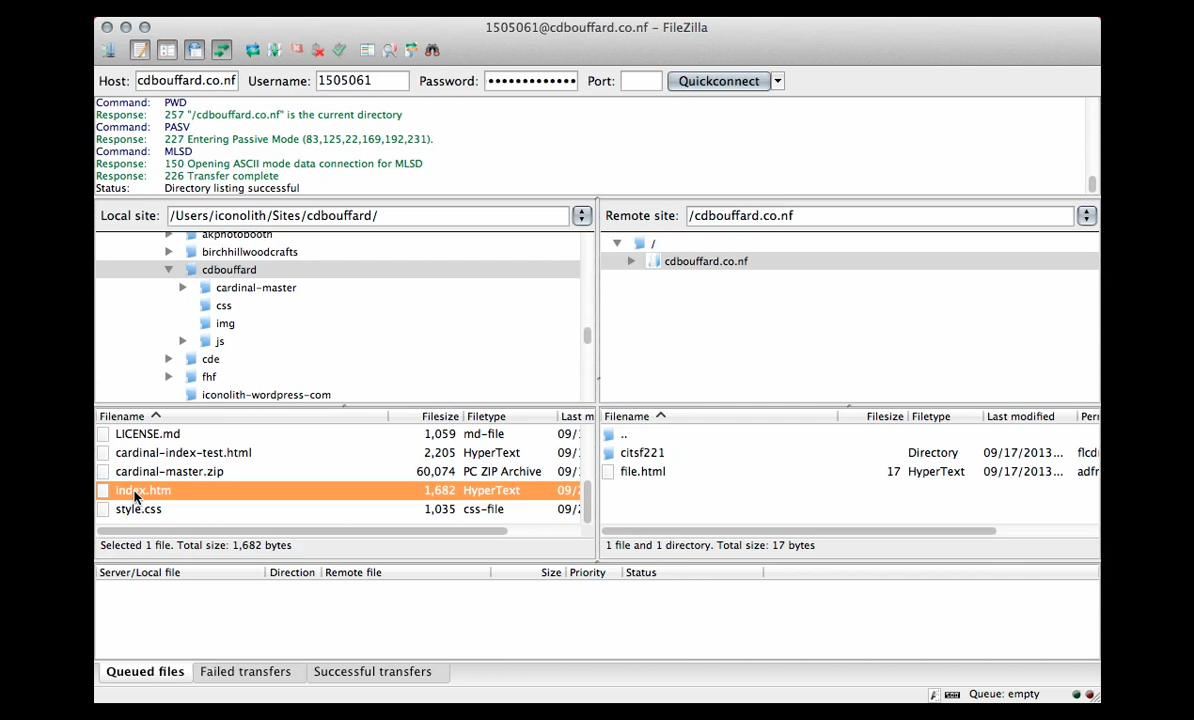 1505061@cdbouffard.co.nf - FileZilla
Host: cdbouffard.co.nf Username: 1505061 Password: ••••••••••••• Port: Quickconnect
Command: PWD
Response: 257 "/cdbouffard.co.nf" is the current directory
Command: PASV
Response: 227 Entering Passive Mode (83,125,22,169,192,231).
Command: MLSD
Response: 150 Opening ASCII mode data connection for MLSD
Response: 226 Transfer complete
Status: Directory listing successful
Local site: /Users/iconolith/Sites/cdbouffard/
akphotobooth
birchhillwoodcrafts
cdbouffard
cardinal-master
css
img
js
cde
fhf
iconolith-wordpress-com
Remote site: /cdbouffard.co.nf
/
cdbouffard.co.nf
Filename Filesize Filetype Last m
LICENSE.md 1,059 md-file 09/
cardinal-index-test.html 2,205 HyperText 09/
cardinal-master.zip 60,074 PC ZIP Archive 09/
index.htm 1,682 HyperText 09/
style.css 1,035 css-file 09/
Selected 1 file. Total size: 1,682 bytes
Filename Filesize Filetype Last modified Perr
..
citsf221 Directory 09/17/2013... flcd
file.html 17 HyperText 09/17/2013... adfr
1 file and 1 directory. Total size: 17 bytes
Server/Local file Direction Remote file Size Priority Status
Queued files Failed transfers Successful transfers
Queue: empty